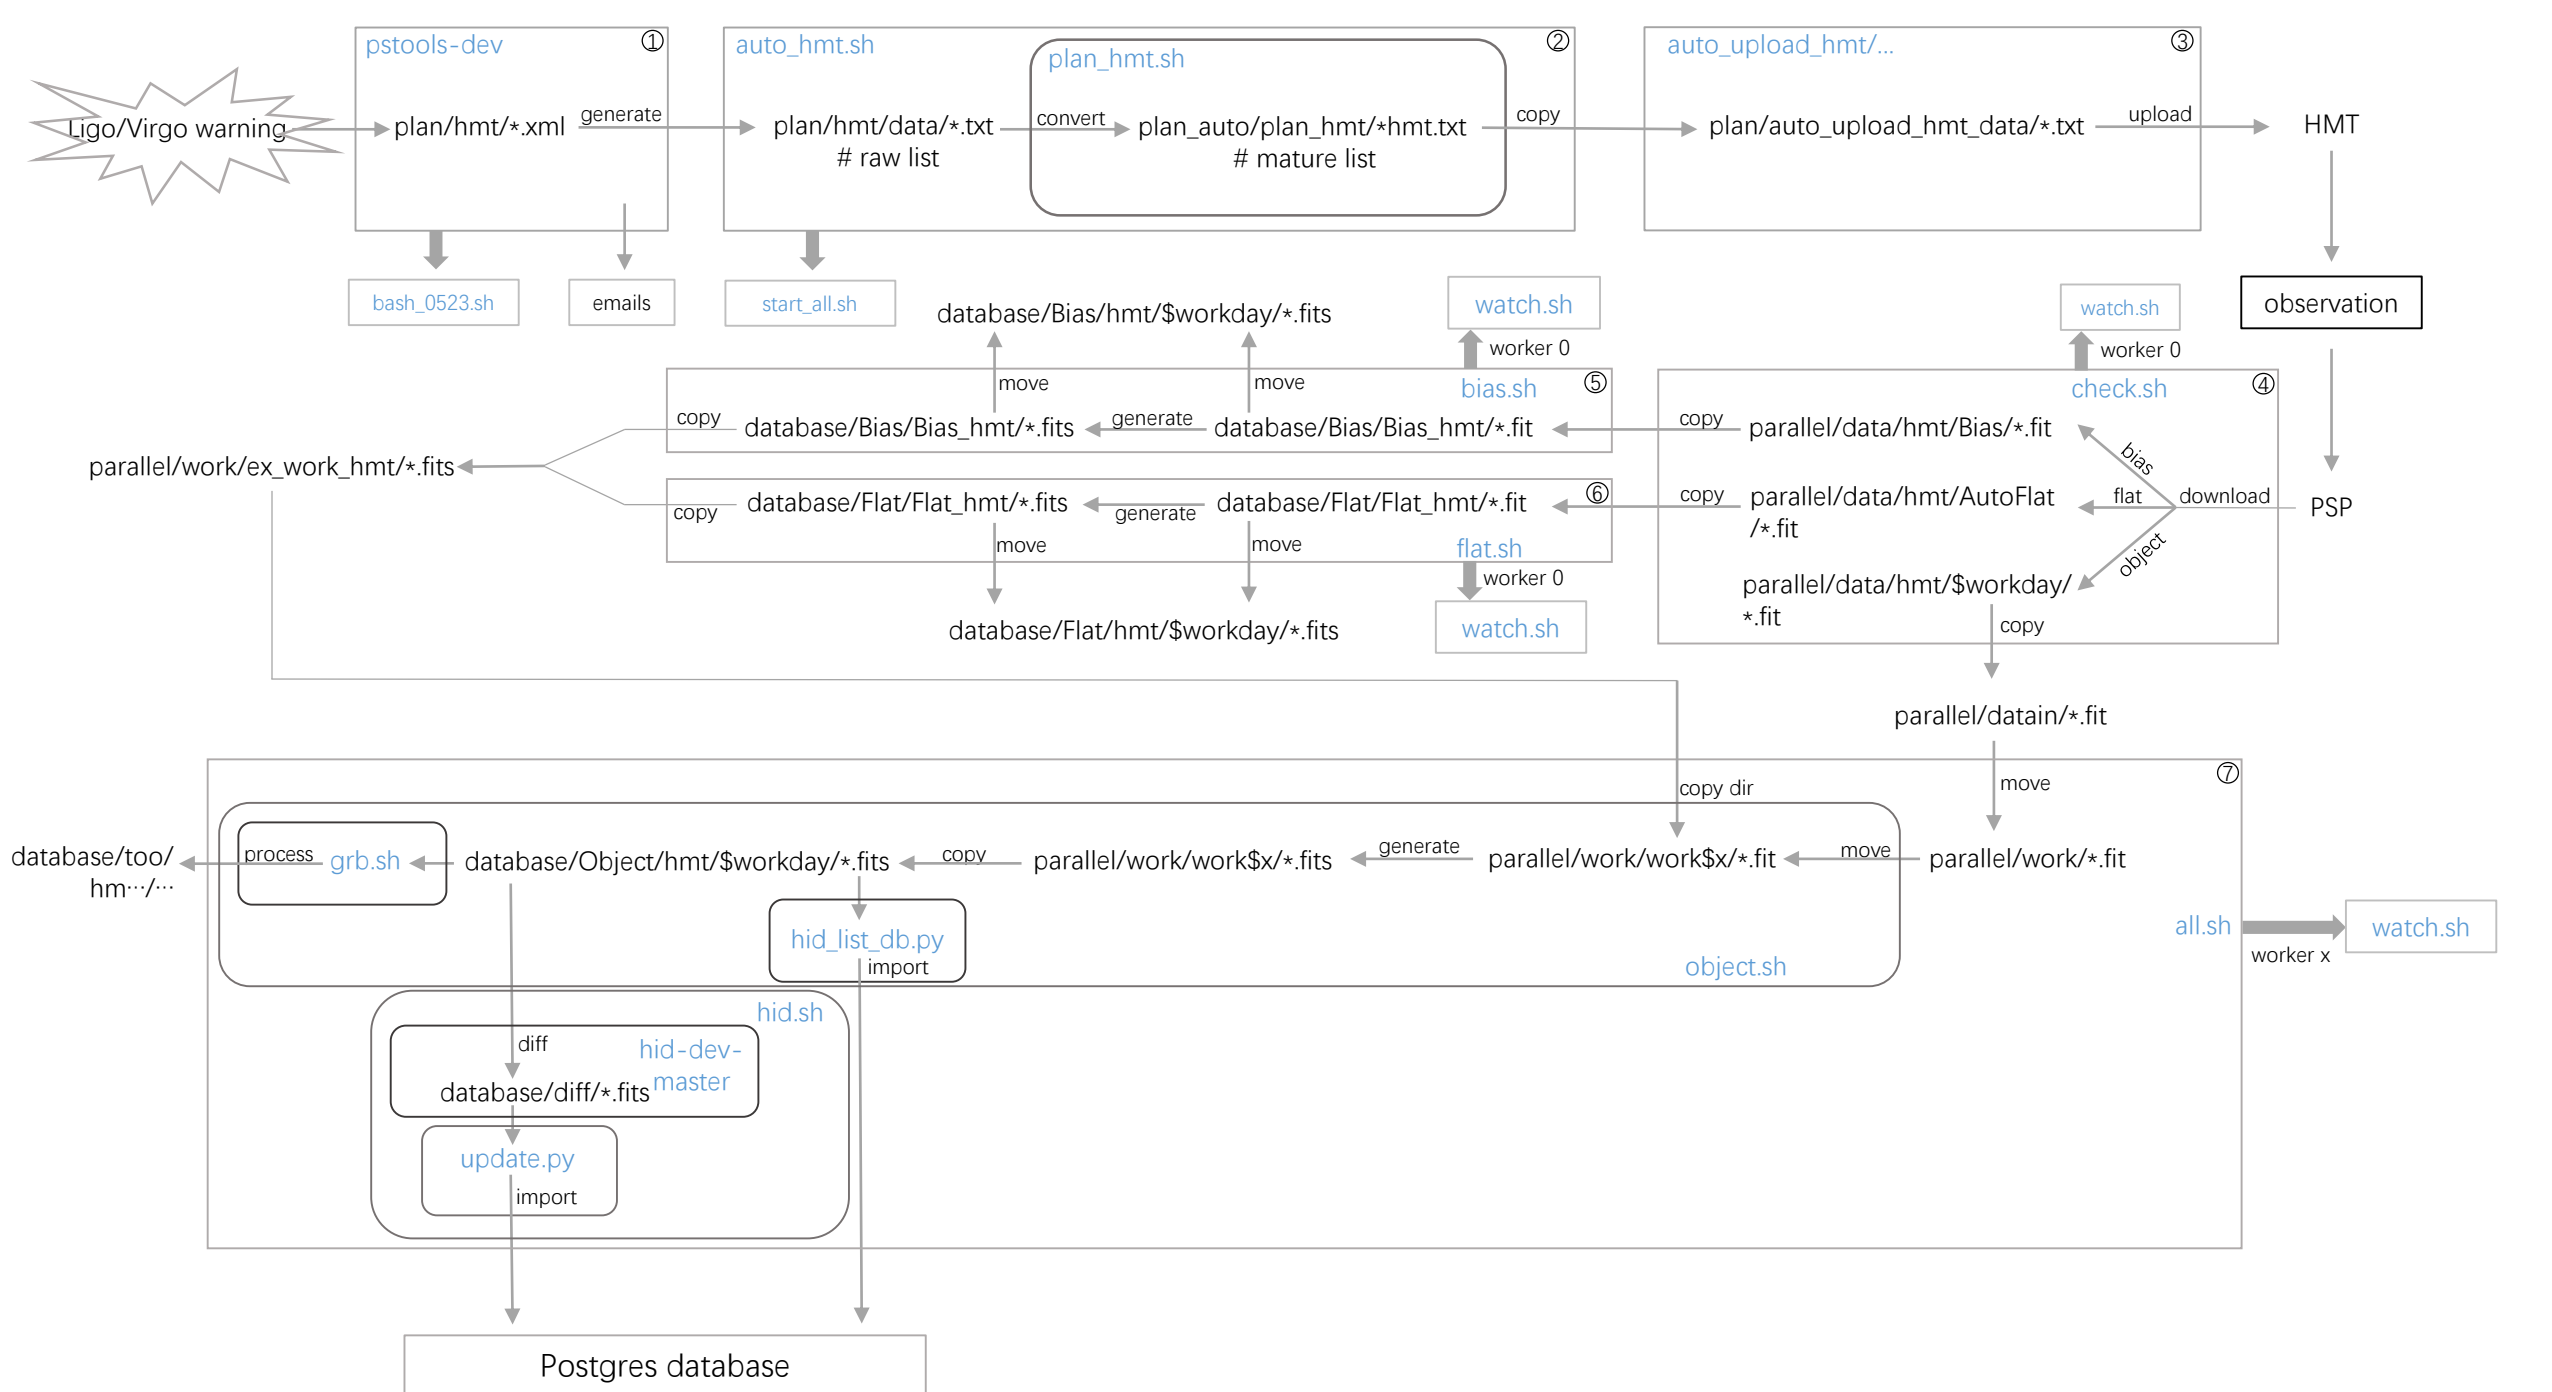 pstools-dev
①
auto_hmt.sh
plan_hmt.sh
②
auto_upload_hmt/...
③
Ligo/Virgo warning
plan/hmt/*.xml
generate
plan/hmt/data/*.txt
# raw list
convert
plan_auto/plan_hmt/*hmt.txt
# mature list
copy
plan/auto_upload_hmt_data/*.txt
upload
HMT
bash_0523.sh
emails
start_all.sh
database/Bias/hmt/$workday/*.fits
watch.sh
worker 0
watch.sh
worker 0
observation
move
move
bias.sh
⑤
check.sh
④
copy
database/Bias/Bias_hmt/*.fits
generate
database/Bias/Bias_hmt/*.fit
copy
parallel/data/hmt/Bias/*.fit
bias
parallel/work/ex_work_hmt/*.fits
copy
database/Flat/Flat_hmt/*.fits
generate
database/Flat/Flat_hmt/*.fit
⑥
copy
parallel/data/hmt/AutoFlat
/*.fit
flat
download
PSP
move
move
flat.sh
worker 0
object
parallel/data/hmt/$workday/
*.fit
database/Flat/hmt/$workday/*.fits
watch.sh
copy
parallel/datain/*.fit
⑦
copy dir
move
database/too/
hm···/···
process
grb.sh
database/Object/hmt/$workday/*.fits
copy
parallel/work/work$x/*.fits
generate
parallel/work/work$x/*.fit
move
parallel/work/*.fit
hid_list_db.py
import
object.sh
all.sh
worker x
watch.sh
hid.sh
diff
hid-dev-
master
database/diff/*.fits
update.py
import
Postgres database